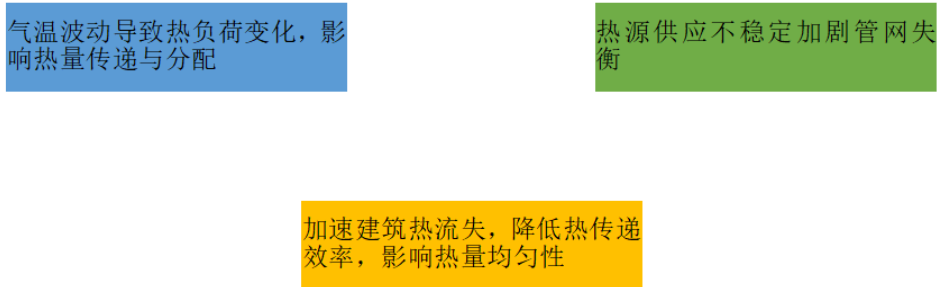 气温波动导致热负荷变化，影
响热量传递与分配
热源供应不稳定加剧管网失
衡
加速建筑热流失，降低热传递
效率，影响热量均匀性